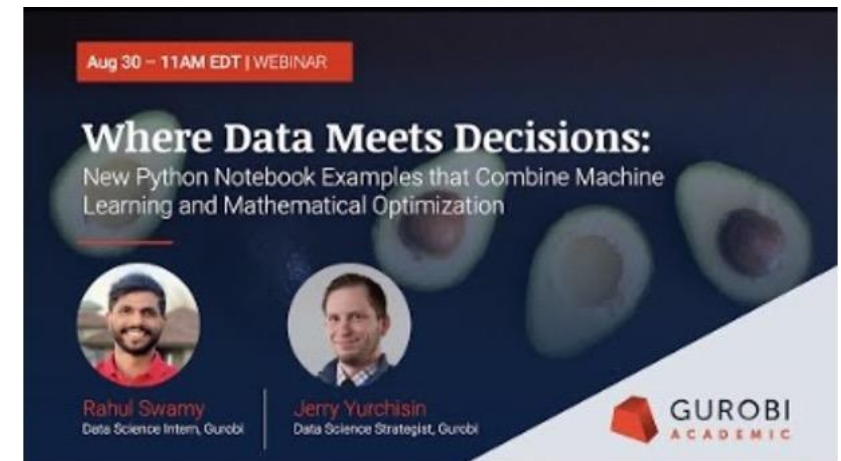 Aug 30 – 11AM EDT | WEBINAR
Where Data Meets Decisions:
New Python Notebook Examples that Combine Machine
Learning and Mathematical Optimization
Rahul Swamy
Data Science Intern, Gurobi
Jerry Yurchisin
Data Science Strategist, Gurobi
GUROBI
ACADEMIC